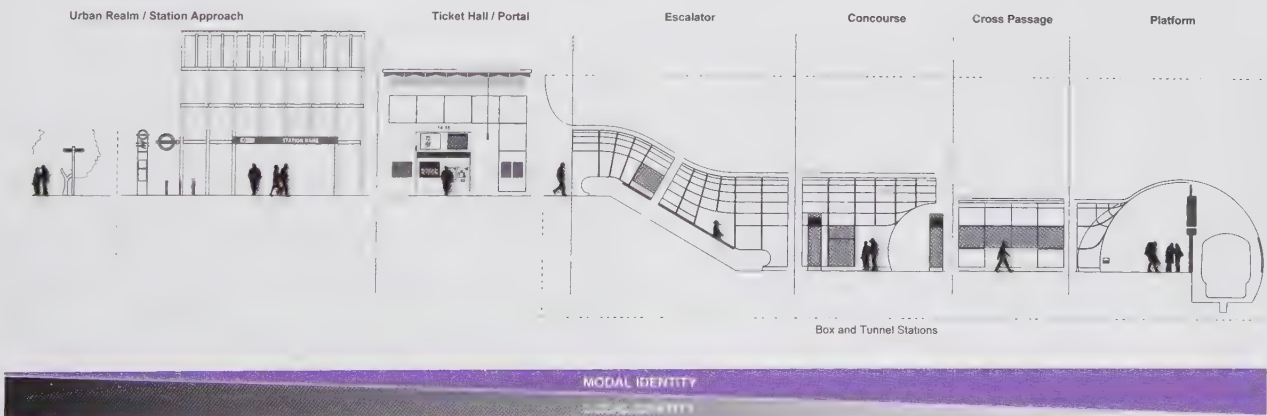 Urban Realm / Station Approach
Ticket Hall / Portal
Escalator
Concourse
Cross Passage
Platform
STATION NAME
Box and Tunnel Stations
MODAL IDENTITY